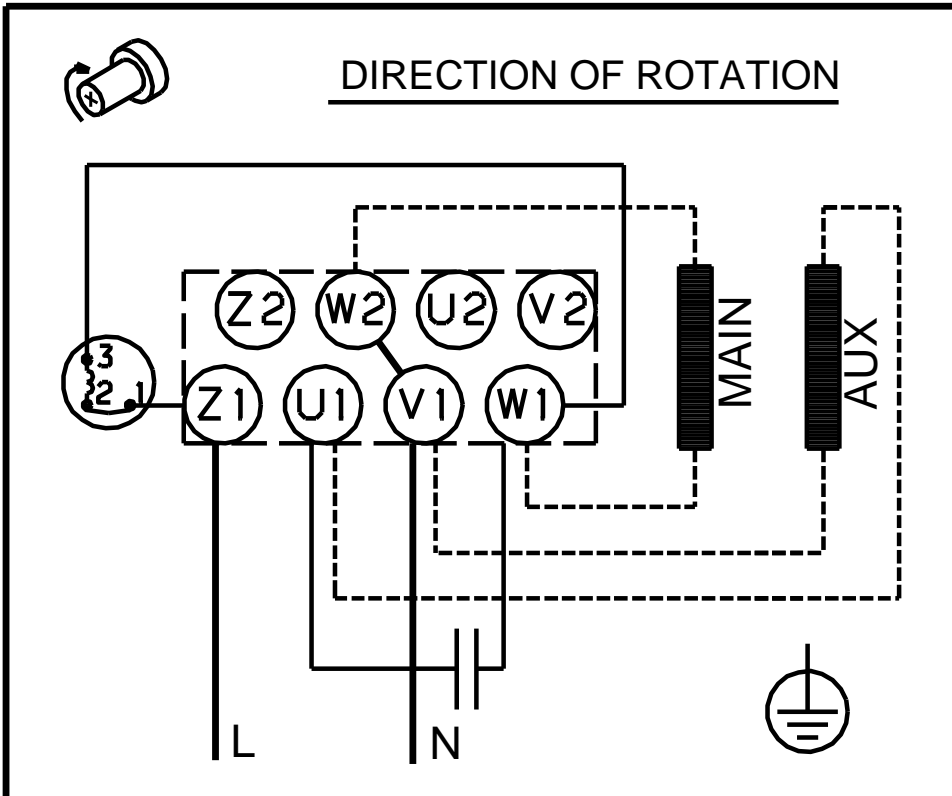 DIRECTION OF ROTATION
Z2 W2 U2 V2
3
2 1
Z1 U1 V1 W1
MAIN
AUX
L
N